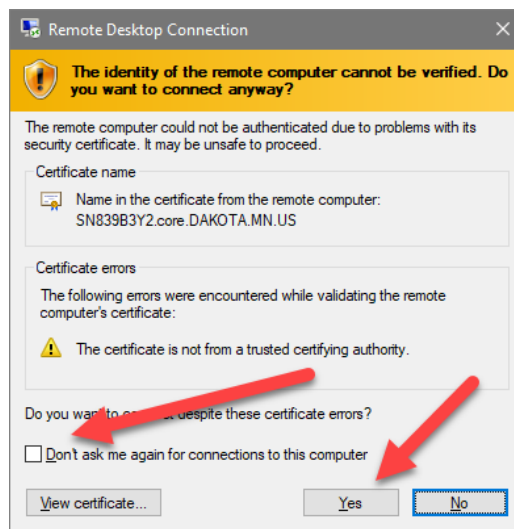 Remote Desktop Connection
The identity of the remote computer cannot be verified. Do
you want to connect anyway?
The remote computer could not be authenticated due to problems with its
security certificate. It may be unsafe to proceed.
Certificate name
Name in the certificate from the remote computer:
SN839B3Y2.core.DAKOTA.MN.US
Certificate errors
The following errors were encountered while validating the remote
computer's certificate:
The certificate is not from a trusted certifying authority.
Do you want to connect despite these certificate errors?
Don't ask me again for connections to this computer
View certificate...
Yes
No